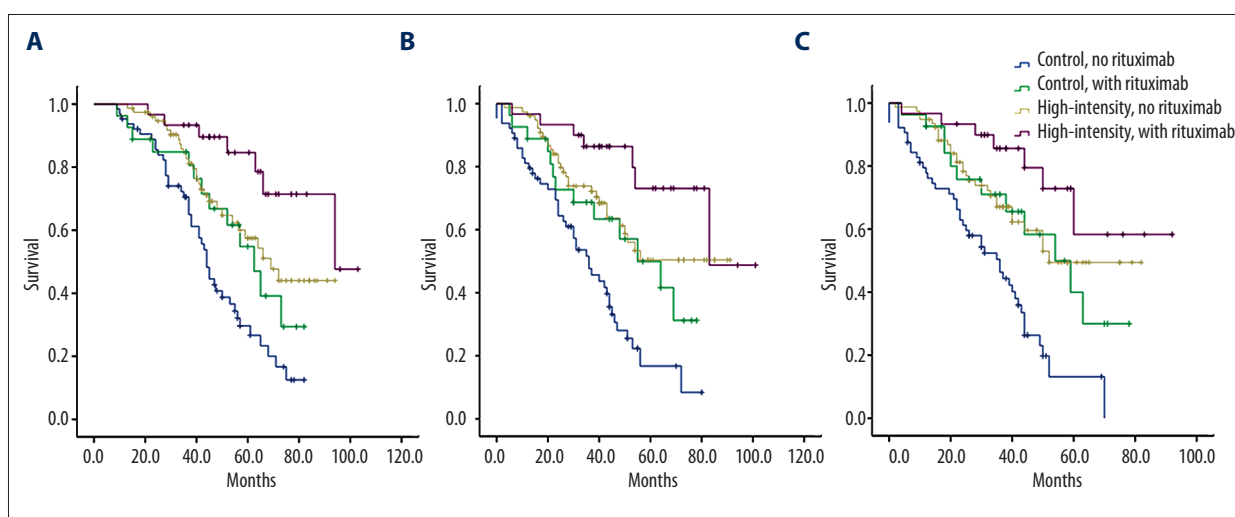 A
B
C
Control, no rituximab
Control, with rituximab
High-intensity, no rituximab
High-intensity, with rituximab
1.0
0.8
0.6
0.4
0.2
0.0
Survival
0.0 20.0 40.0 60.0 80.0 100.0 120.0
Months
1.0
0.8
0.6
0.4
0.2
0.0
Survival
0.0 20.0 40.0 60.0 80.0 100.0 120.0
Months
1.0
0.8
0.6
0.4
0.2
0.0
Survival
0.0 20.0 40.0 60.0 80.0 100.0
Months